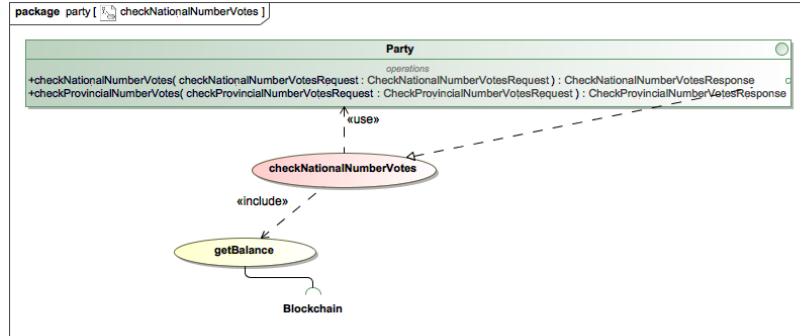 package party [ checkNationalNumberVotes ]
Party
operations
+checkNationalNumberVotes( checkNationalNumberVotesRequest : CheckNationalNumberVotesRequest ) : CheckNationalNumberVotesResponse
+checkProvincialNumberVotes( checkProvincialNumberVotesRequest : CheckProvincialNumberVotesRequest ) : CheckProvincialNumberVotesResponse
«use»
checkNationalNumberVotes
«include»
getBalance
Blockchain